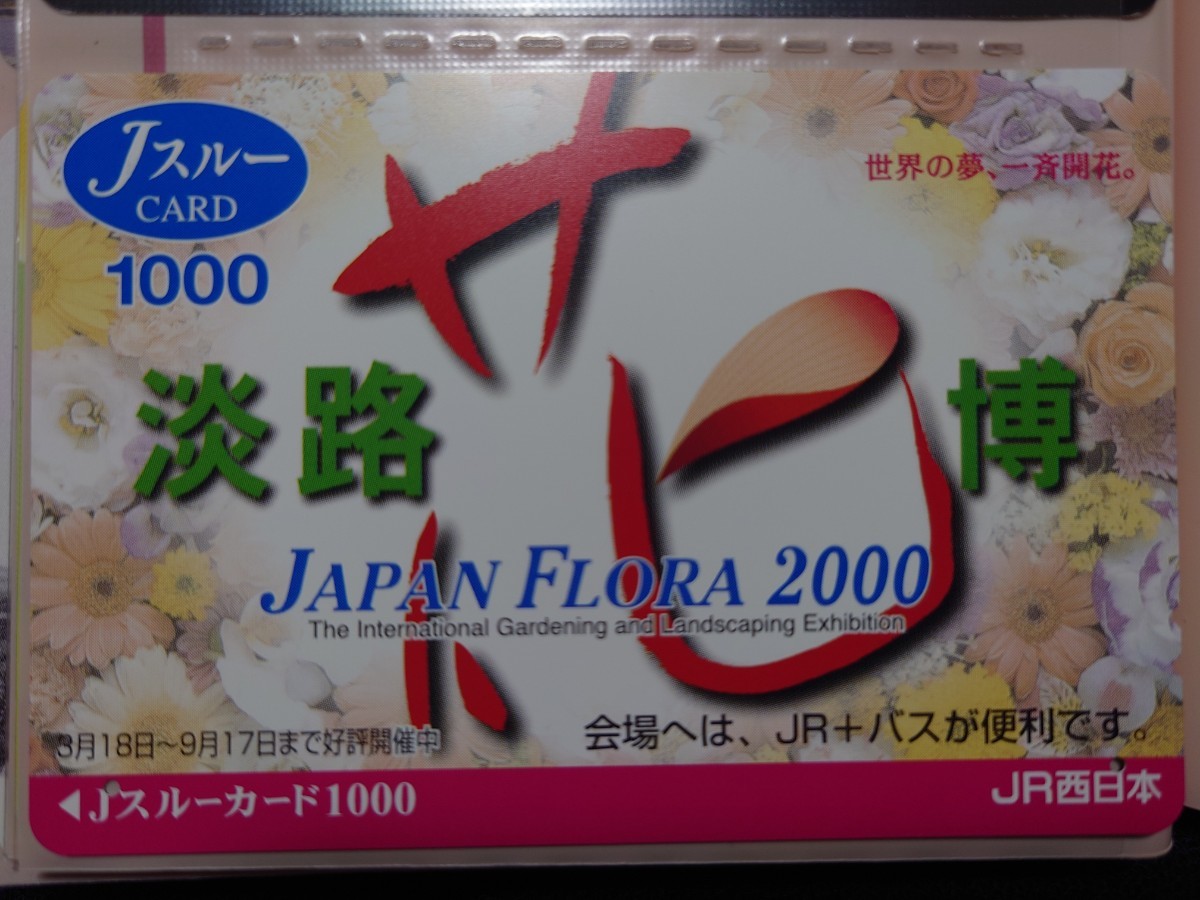 Jスルー
CARD
1000
世界の夢、一斉開花。
淡路花博
JAPAN FLORA 2000
The International Gardening and Landscaping Exhibition
3月18日~9月17日まで好評開催中
会場へは、JR+バスが便利です。
◀Jスルーカード1000
JR西日本